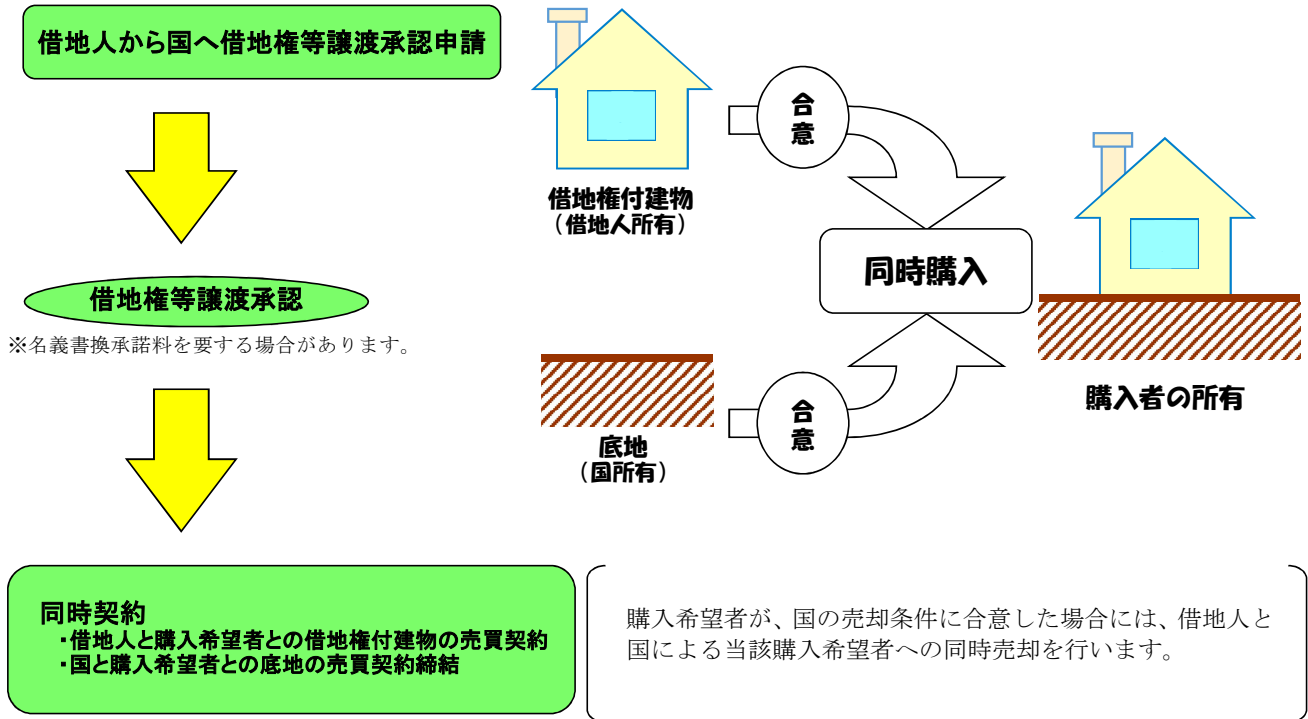 借地人から国へ借地権等譲渡承認申請
借地権等譲渡承認
※名義書換承諾料を要する場合があります。
借地権付建物
（借地人所有）
合
意
同時購入
底地
（国所有）
合
意
購入者の所有
同時契約
・借地人と購入希望者との借地権付建物の売買契約
・国と購入希望者との底地の売買契約締結
購入希望者が、国の売却条件に合意した場合には、借地人と
国による当該購入希望者への同時売却を行います。